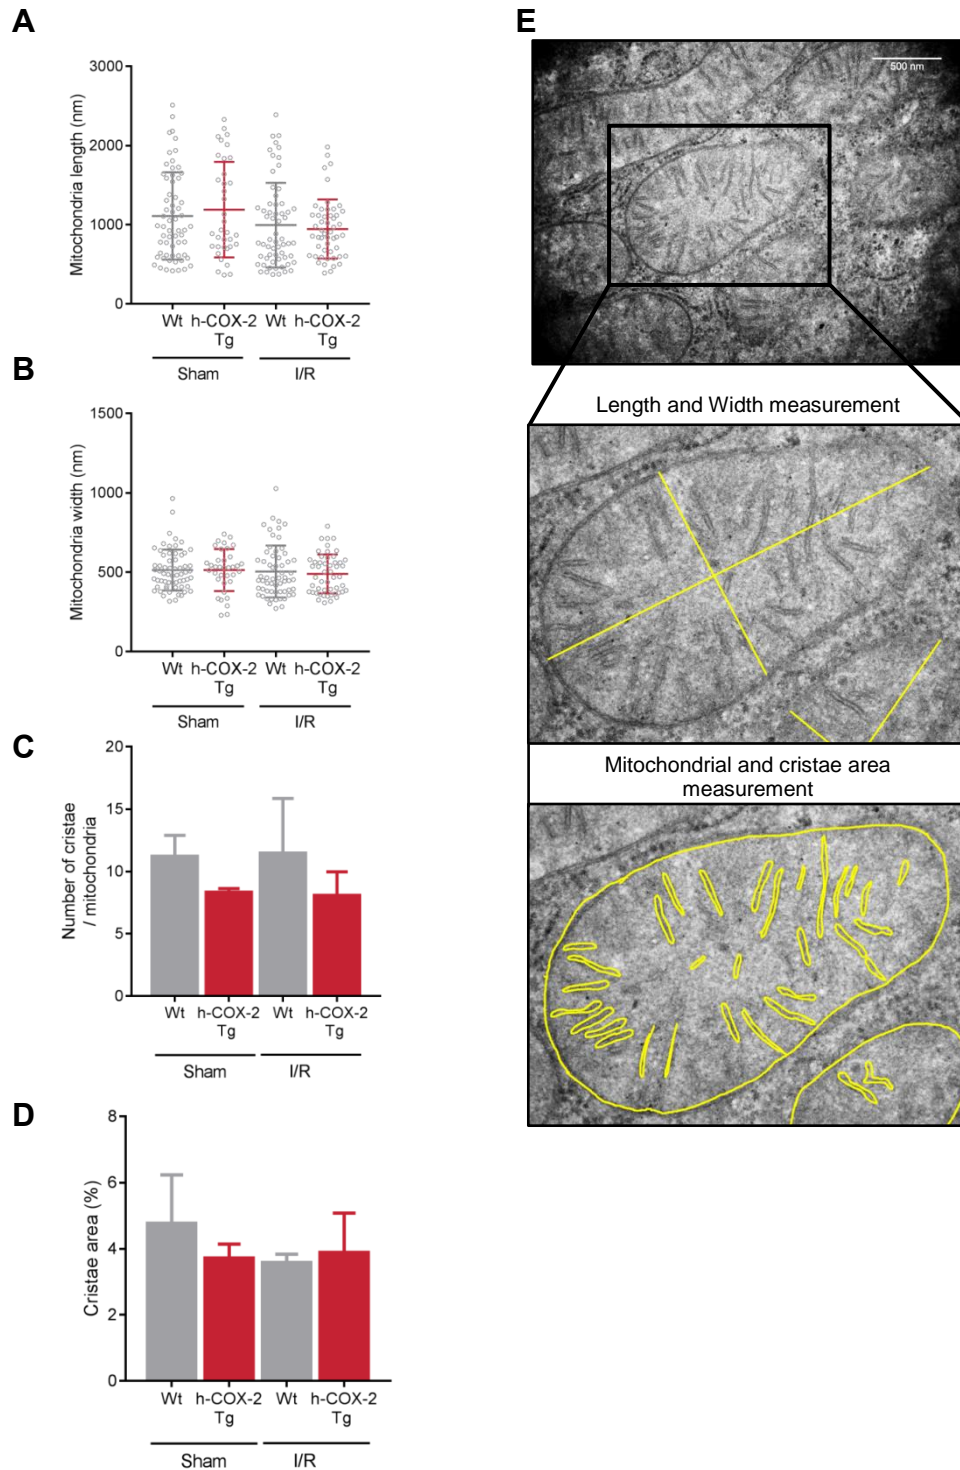 A
3000
2000
1000
0
Mitochondria length (nm)
Wt h-COX-2 Wt h-COX-2
Tg Tg
Sham I/R
B
1500
1000
500
0
Mitochondria width (nm)
Wt h-COX-2 Wt h-COX-2
Tg Tg
Sham I/R
C
20
15
10
5
0
Number of cristae
/ mitochondria
Wt h-COX-2 Wt h-COX-2
Tg Tg
Sham I/R
D
8
6
4
2
0
Cristae area (%)
Wt h-COX-2 Wt h-COX-2
Tg Tg
Sham I/R
E
500 nm
Length and Width measurement
Mitochondrial and cristae area
measurement